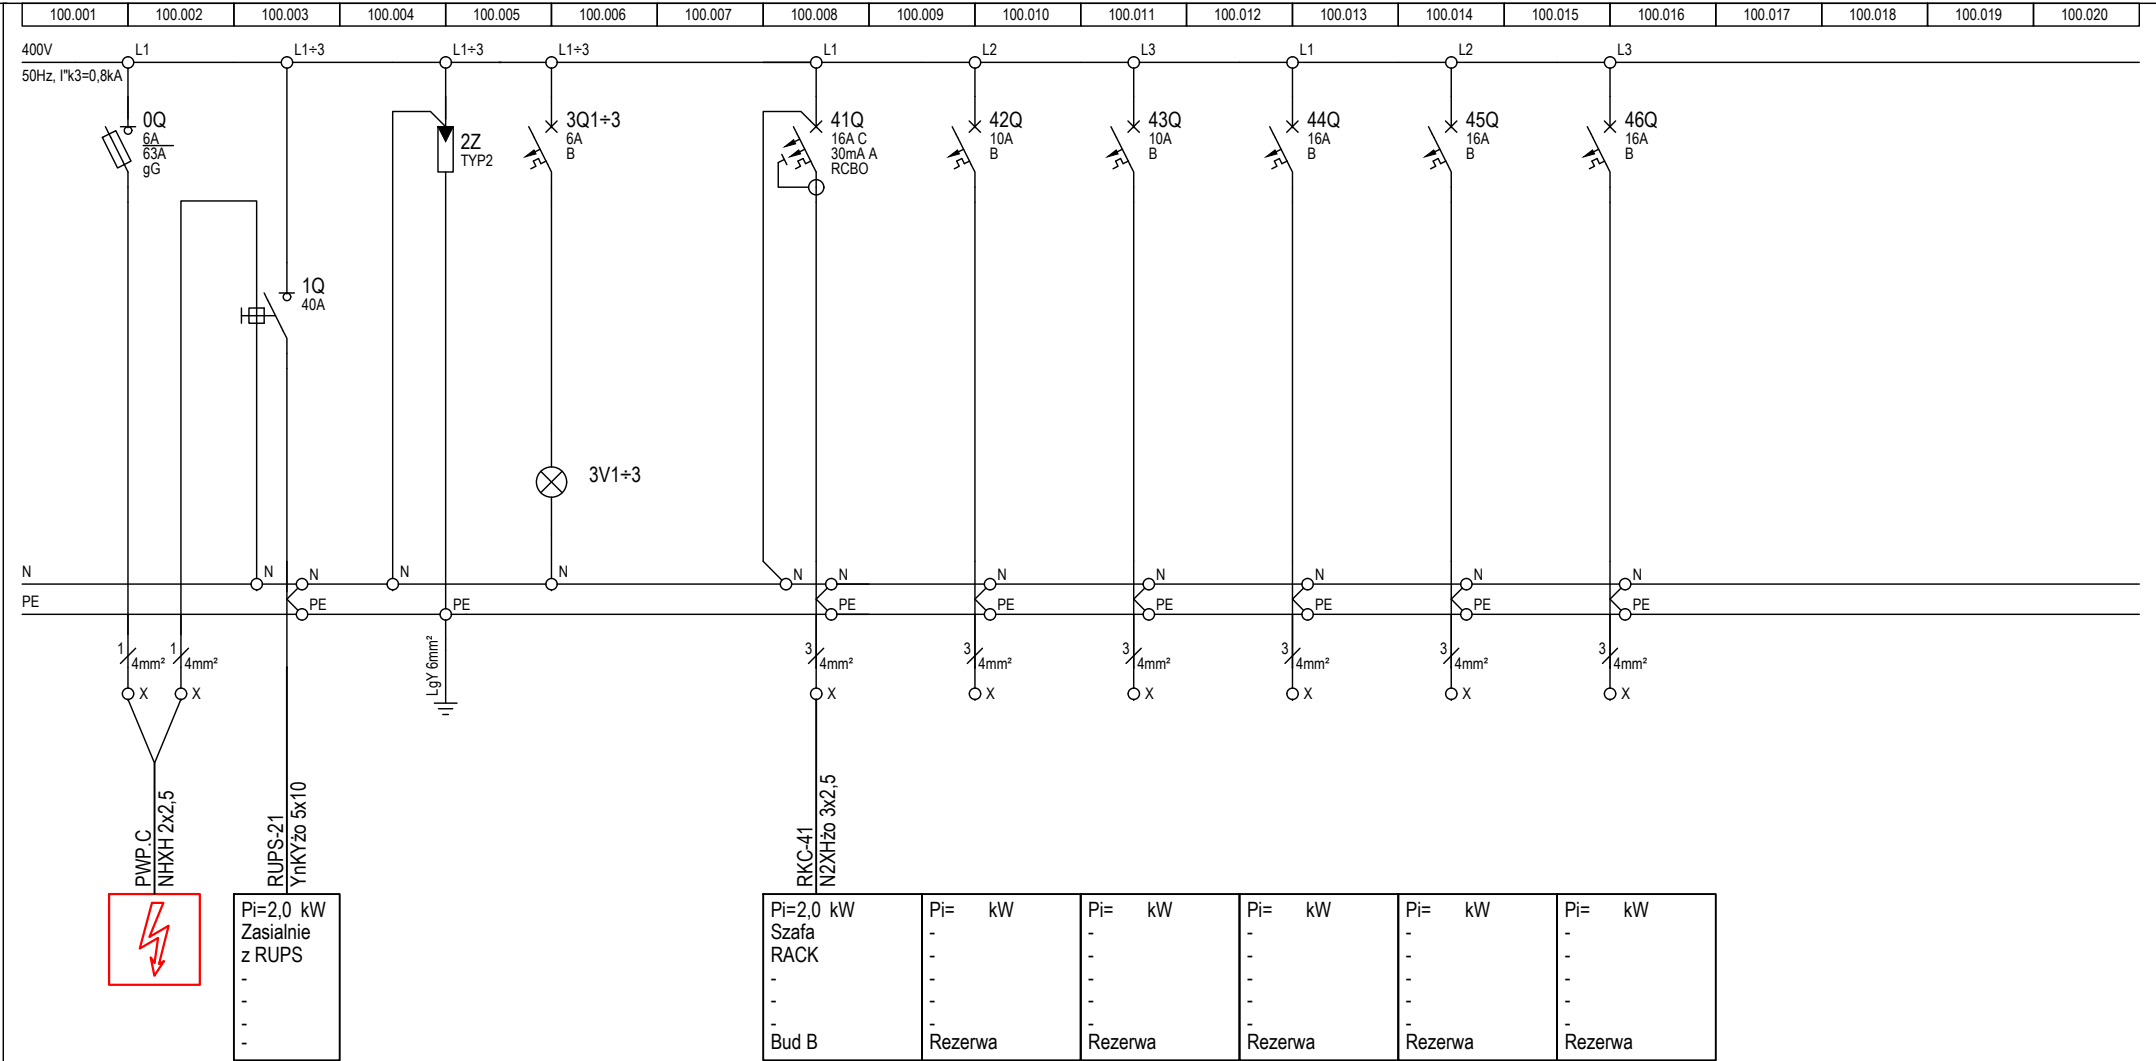 100.001 100.002 100.003 100.004 100.005 100.006 100.007 100.008 100.009 100.010 100.011 100.012 100.013 100.014 100.015 100.016 100.017 100.018 100.019 100.020
400V L1 L1÷3 L1÷3 L1÷3 L1 L2 L3 L1 L2 L3
50Hz, I"k3=0,8kA
0Q
6A
63A
gG
1Q
40A
2Z
TYP2
3Q1÷3
6A
B
3V1÷3
41Q
16A C
30mA A
RCBO
42Q
10A
B
43Q
10A
B
44Q
16A
B
45Q
16A
B
46Q
16A
B
N N N N N N N N N N N N
PE PE PE PE PE PE PE PE PE
LgY 6mm²
1 4mm² 1 4mm² 3 4mm² 3 4mm² 3 4mm² 3 4mm² 3 4mm² 3 4mm²
X X X X X X X X
PWP.C
NHXH 2x2,5
RUPS-21
YnKYżo 5x10
RKC-41
N2XHżo 3x2,5
Pi=2,0 kW
Zasialnie
z RUPS
-
-
-
-
Pi=2,0 kW
Szafa
RACK
-
-
-
Bud B
Pi= kW
-
-
-
-
-
Rezerwa
Pi= kW
-
-
-
-
-
Rezerwa
Pi= kW
-
-
-
-
-
Rezerwa
Pi= kW
-
-
-
-
-
Rezerwa
Pi= kW
-
-
-
-
-
Rezerwa